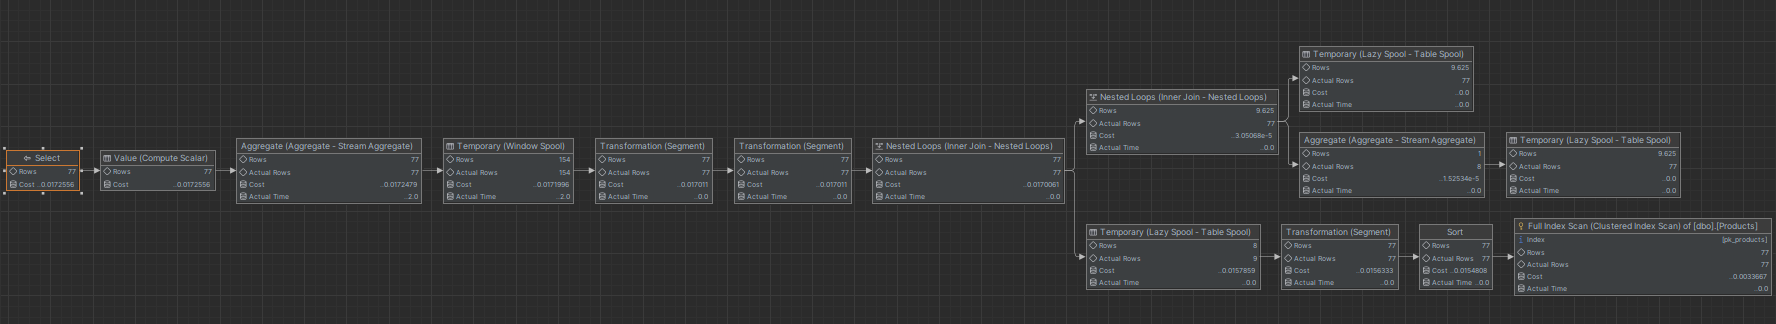 Select
Rows 77
Cost ..0.0172556
Value (Compute Scalar)
Rows 77
Cost ..0.0172556
Aggregate (Aggregate - Stream Aggregate)
Rows 77
Actual Rows 77
Cost ..0.0172479
Actual Time ..2.0
Temporary (Window Spool)
Rows 154
Actual Rows 154
Cost ..0.0171996
Actual Time ..2.0
Transformation (Segment)
Rows 77
Actual Rows 77
Cost ..0.017011
Actual Time ..0.0
Transformation (Segment)
Rows 77
Actual Rows 77
Cost ..0.017011
Actual Time ..0.0
Nested Loops (Inner Join - Nested Loops)
Rows 77
Actual Rows 77
Cost ..0.0170061
Actual Time ..0.0
Nested Loops (Inner Join - Nested Loops)
Rows 9.625
Actual Rows 77
Cost ..3.05068e-5
Actual Time ..0.0
Temporary (Lazy Spool - Table Spool)
Rows 9.625
Actual Rows 77
Cost ..0.0
Actual Time ..0.0
Aggregate (Aggregate - Stream Aggregate)
Rows 1
Actual Rows 8
Cost ..1.52534e-5
Actual Time ..0.0
Temporary (Lazy Spool - Table Spool)
Rows 9.625
Actual Rows 77
Cost ..0.0
Actual Time ..0.0
Temporary (Lazy Spool - Table Spool)
Rows 8
Actual Rows 9
Cost ..0.0157859
Actual Time ..0.0
Transformation (Segment)
Rows 77
Actual Rows 77
Cost ..0.0156333
Actual Time ..0.0
Sort
Rows 77
Actual Rows 77
Cost ..0.0154808
Actual Time ..0.0
Full Index Scan (Clustered Index Scan) of [dbo].[Products]
Index [pk_products]
Rows 77
Actual Rows 77
Cost ..0.0033667
Actual Time ..0.0